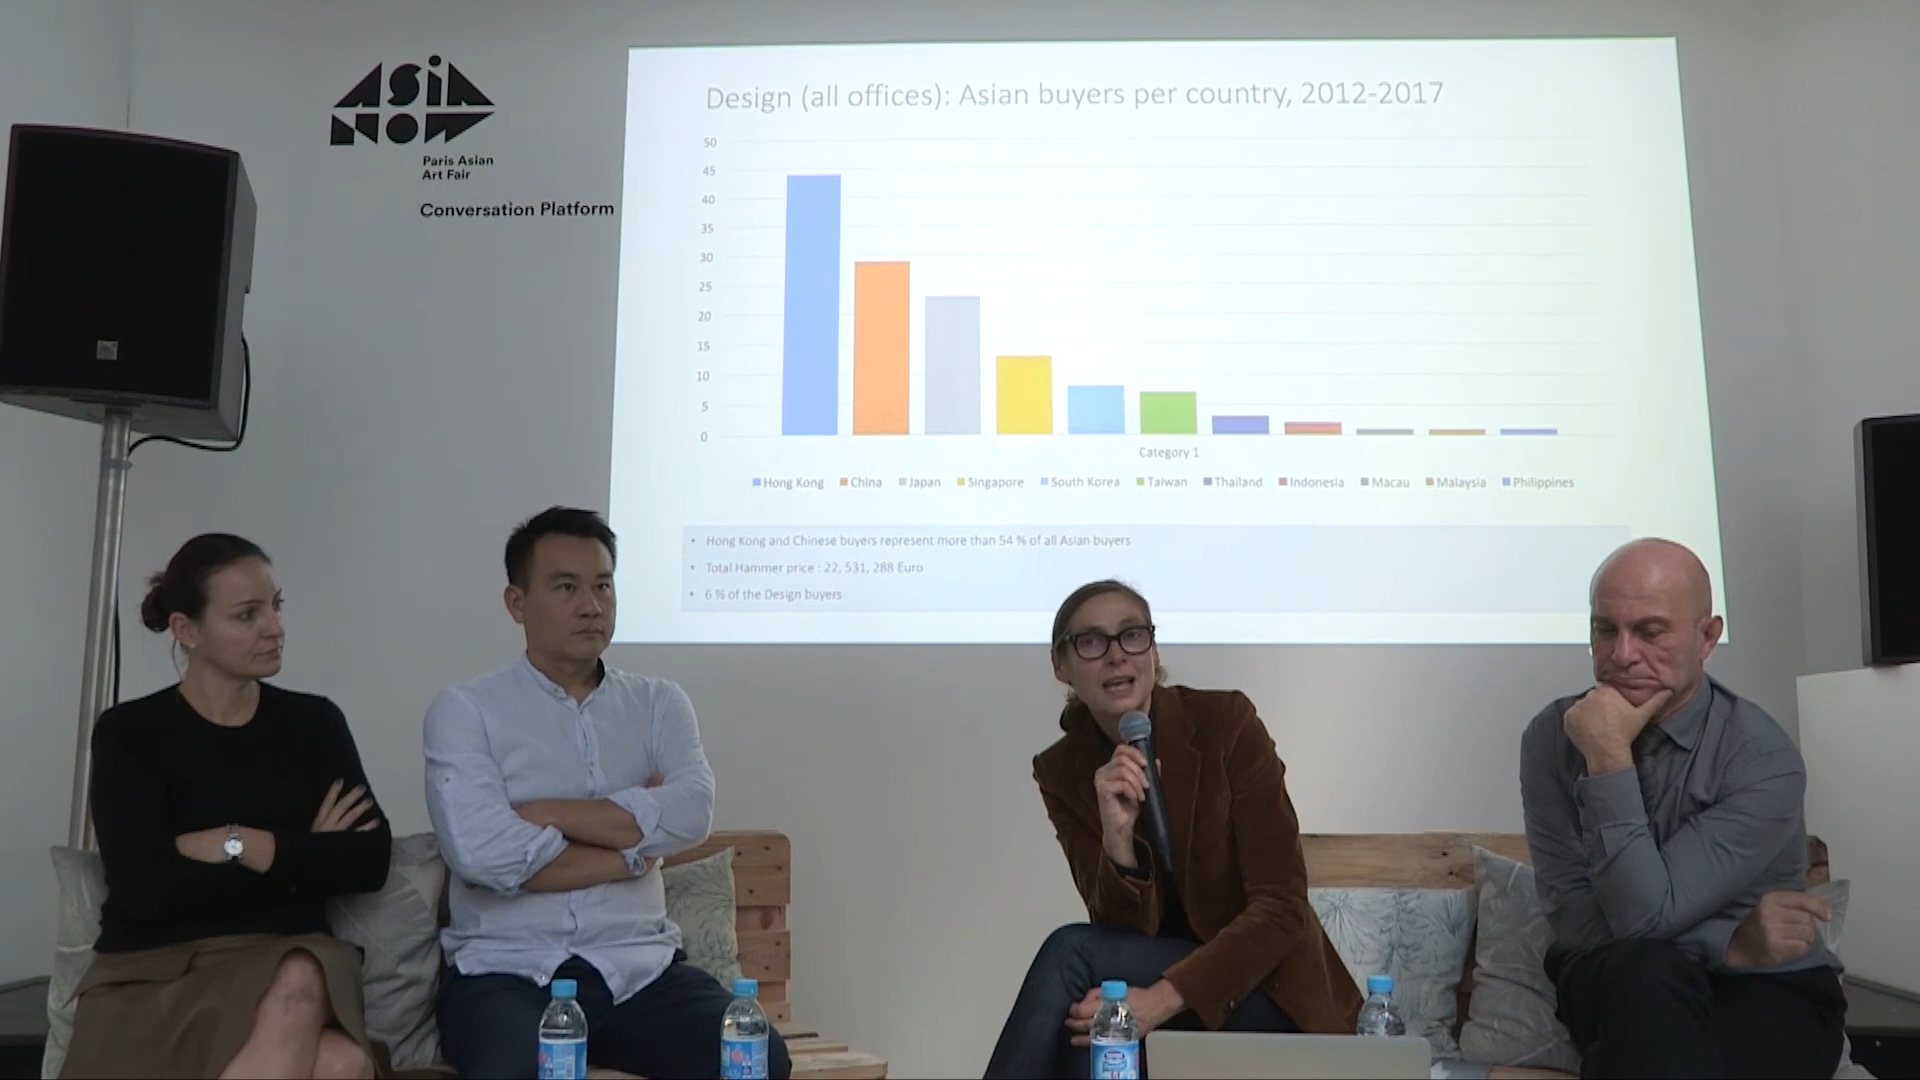 ASIA
NOW
Paris Asian
Art Fair
Conversation Platform
Design (all offices): Asian buyers per country, 2012-2017
50
45
40
35
30
25
20
15
10
5
0
Category 1
Hong Kong China Japan Singapore South Korea Taiwan Thailand Indonesia Macau Malaysia Philippines
• Hong Kong and Chinese buyers represent more than 54 % of all Asian buyers
• Total Hammer price : 22, 531, 288 Euro
• 6 % of the Design buyers